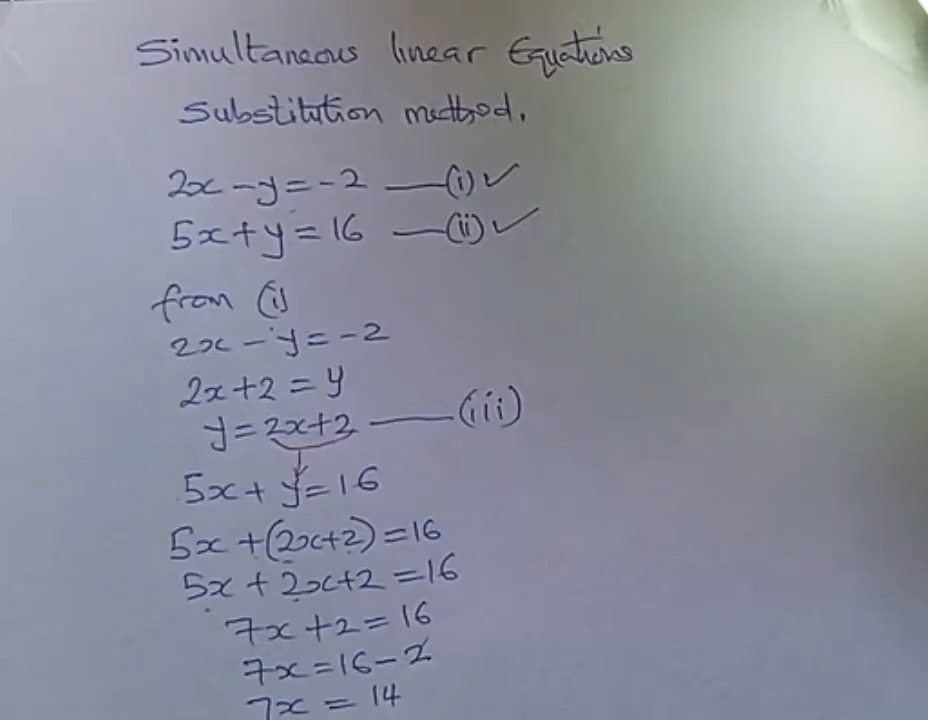 Simultaneous linear Equations
Substitution method.
2x - y = -2 —(i) ✓
5x + y = 16 —(ii) ✓
from (i)
2x - y = -2
2x + 2 = y
y = 2x + 2 —(iii)
5x + y = 16
5x + (2x+2) = 16
5x + 2x + 2 = 16
7x + 2 = 16
7x = 16 - 2
7x = 14